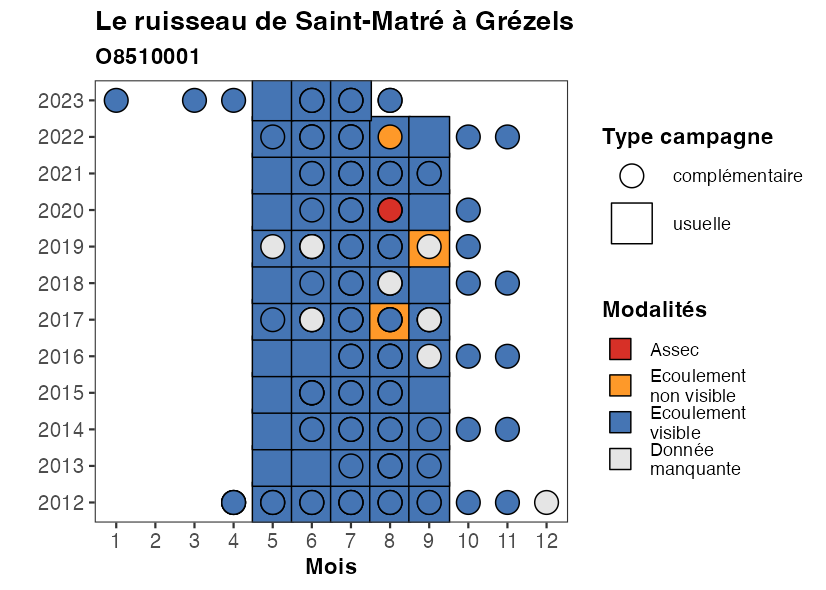 Le ruisseau de Saint-Matré à Grézels
O8510001
2023
2022
2021
2020
2019
2018
2017
2016
2015
2014
2013
2012
1 2 3 4 5 6 7 8 9 10 11 12
Mois
Type campagne
complémentaire
usuelle
Modalités
Assec
Ecoulement
non visible
Ecoulement
visible
Donnée
manquante